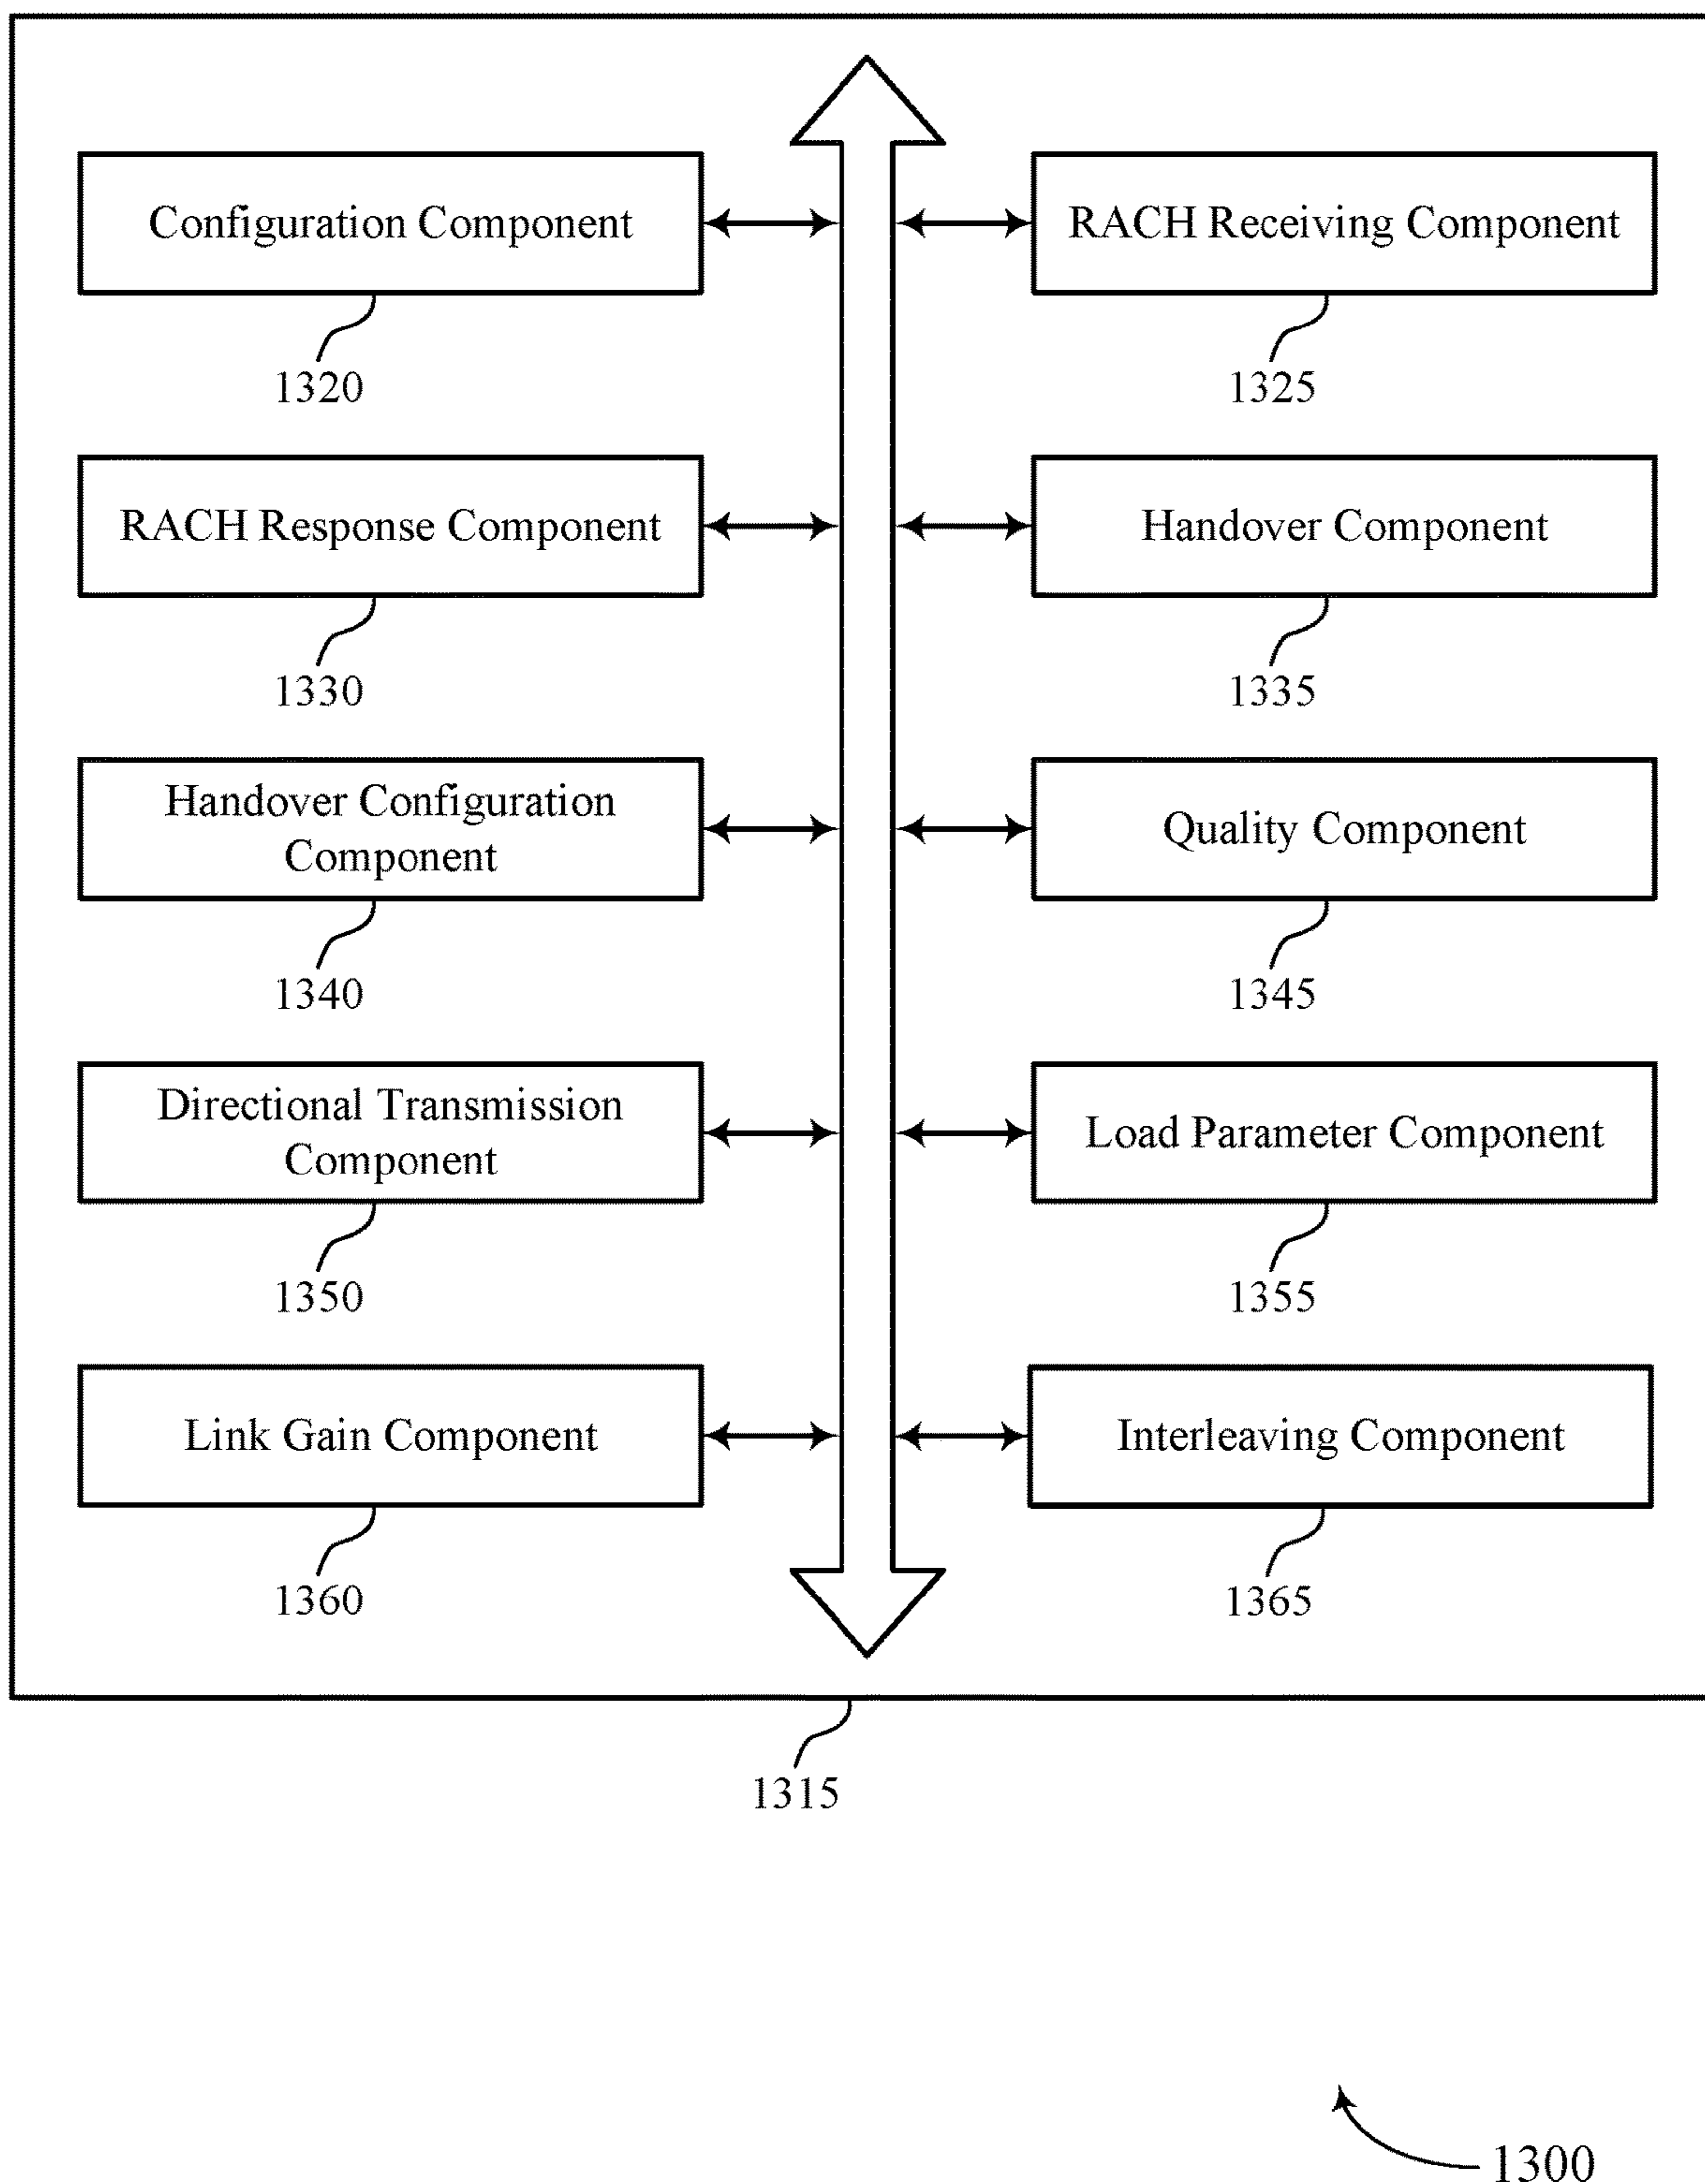 Configuration Component
RACH Receiving Component
1320
1325
RACH Response Component
Handover Component
1330
1335
Handover Configuration
Component
Quality Component
1340
1345
Directional Transmission
Component
Load Parameter Component
1350
1355
Link Gain Component
Interleaving Component
1360
1365
1315
1300